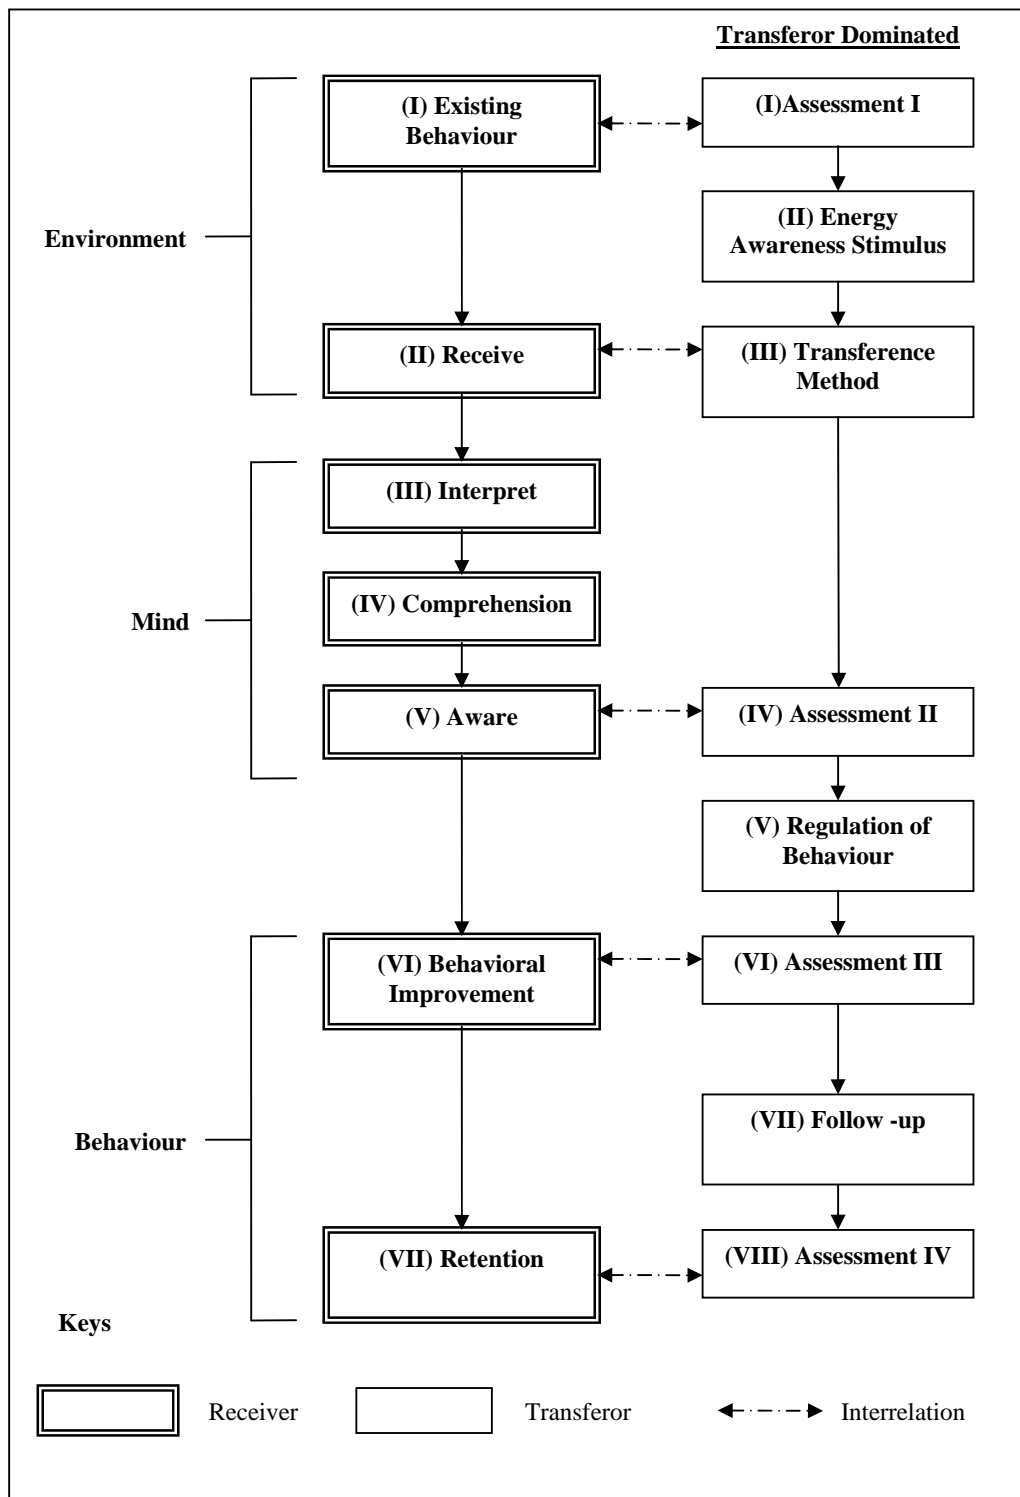 Transferor Dominated
(I) Existing
Behaviour
(I)Assessment I
(II) Energy
Awareness Stimulus
Environment
(II) Receive
(III) Transference
Method
(III) Interpret
(IV) Comprehension
Mind
(V) Aware
(IV) Assessment II
(V) Regulation of
Behaviour
(VI) Behavioral
Improvement
(VI) Assessment III
(VII) Follow -up
Behaviour
(VII) Retention
(VIII) Assessment IV
Keys
Receiver
Transferor
Interrelation